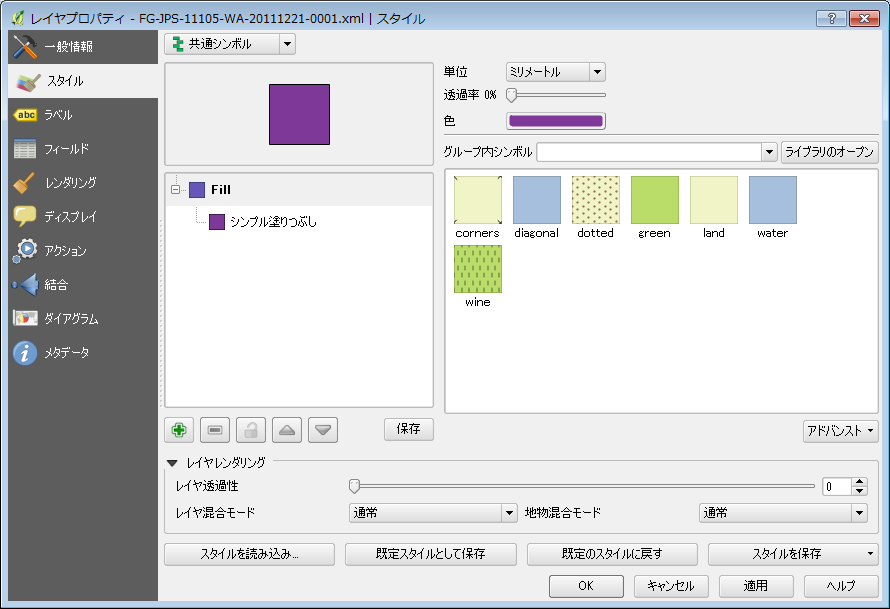 レイヤプロパティ - FG-JPS-11105-WA-20111221-0001.xml | スタイル
一般情報
スタイル
abc ラベル
フィールド
レンダリング
ディスプレイ
アクション
結合
ダイアグラム
メタデータ
共通シンボル
Fill
シンプル塗りつぶし
保存
単位 ミリメートル
透過率 0%
色
グループ内シンボル ライブラリのオープン
corners diagonal dotted green land water
wine
アドバンスト
レイヤレンダリング
レイヤ透過性 0
レイヤ混合モード 通常 地物混合モード 通常
スタイルを読み込み... 既定スタイルとして保存 既定のスタイルに戻す スタイルを保存
OK キャンセル 適用 ヘルプ